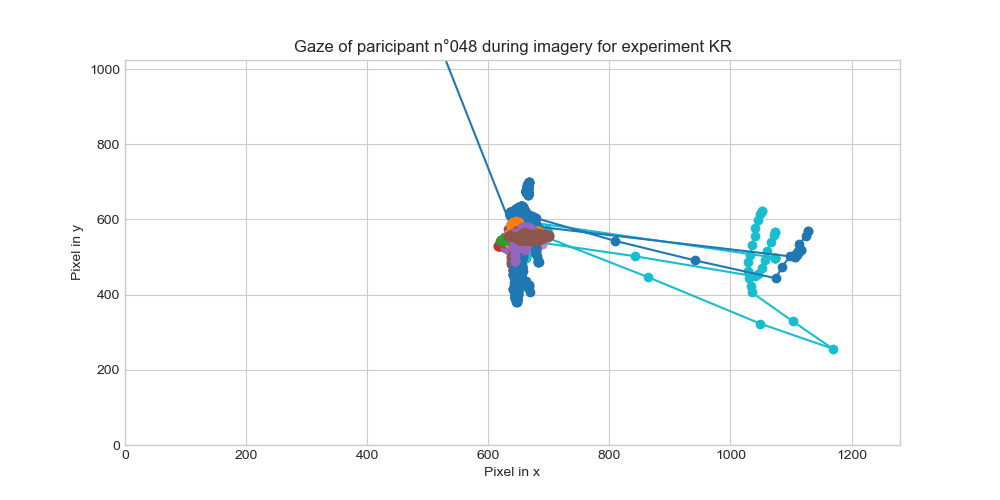 Gaze of paricipant n°048 during imagery for experiment KR
1000
800
600
400
200
0
Pixel in y
0 200 400 600 800 1000 1200
Pixel in x